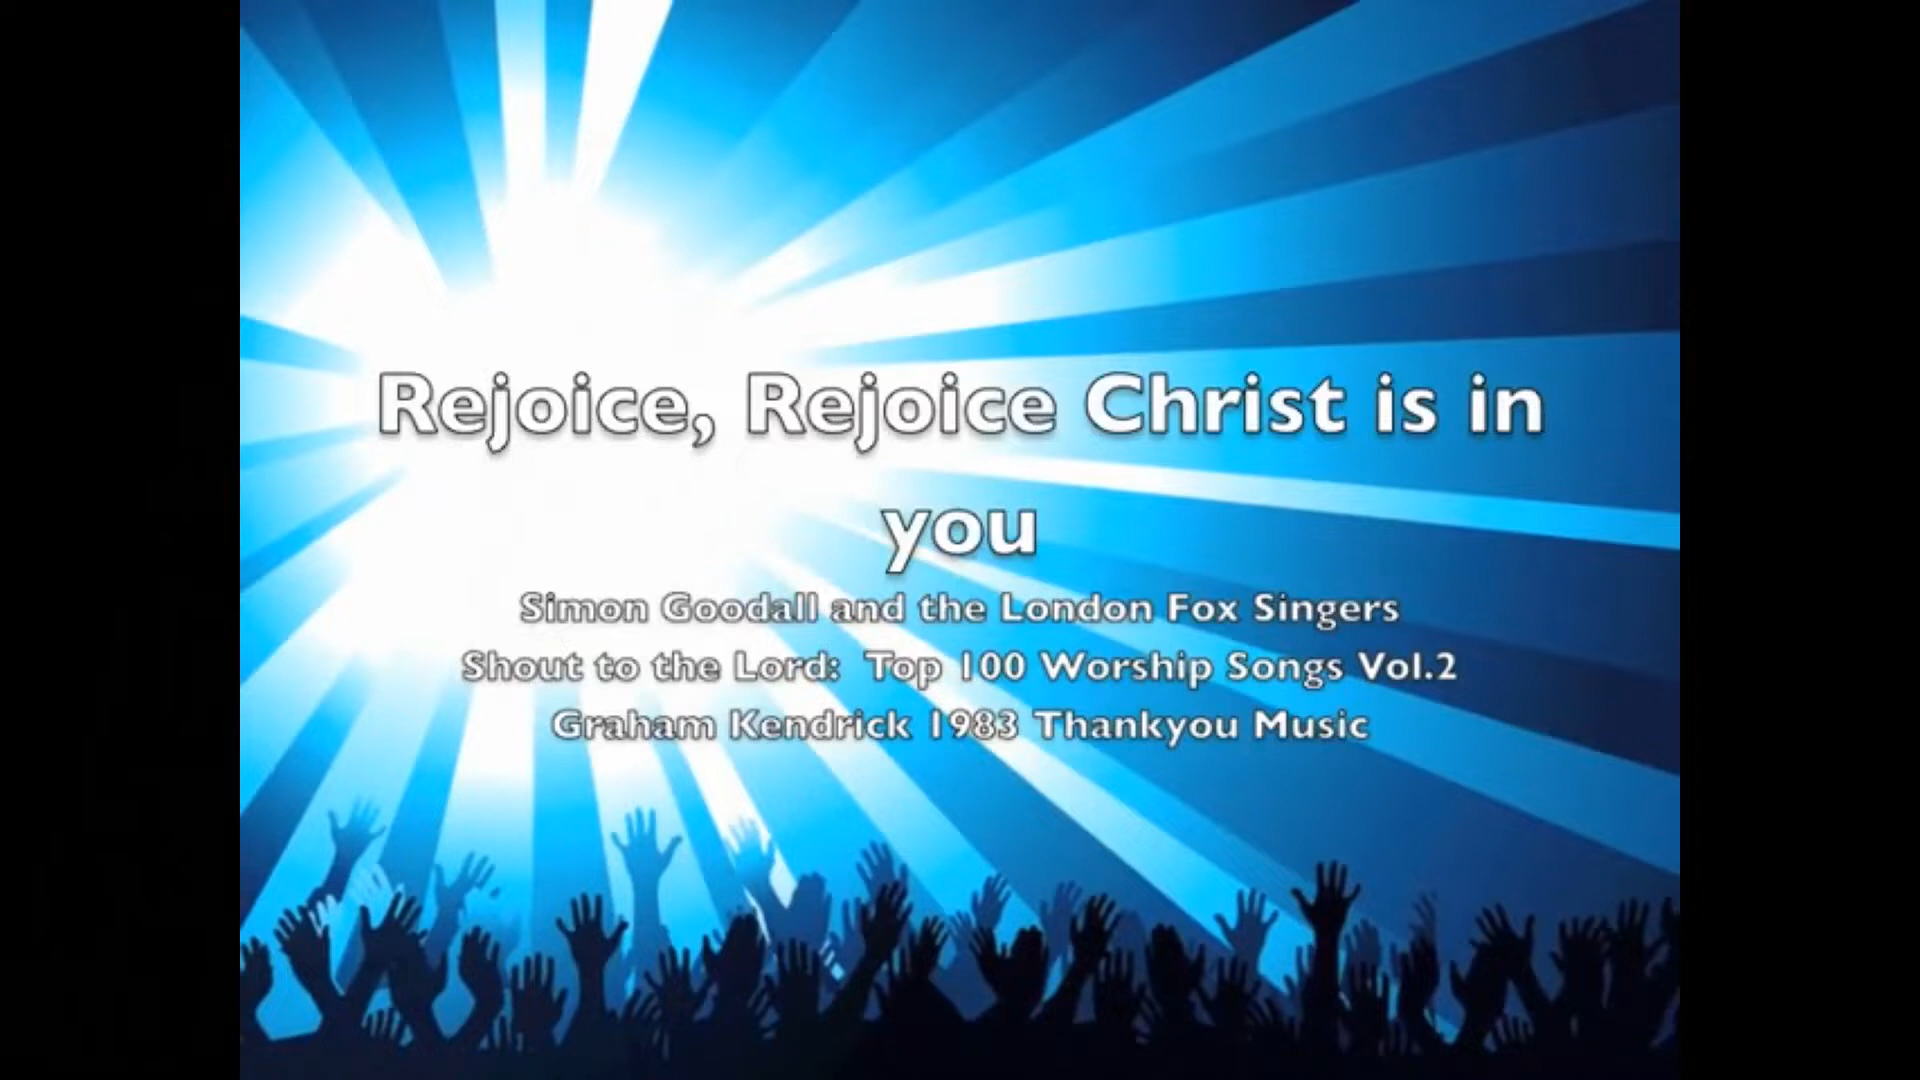 Rejoice, Rejoice Christ is in
you
Simon Goodall and the London Fox Singers
Shout to the Lord:  Top 100 Worship Songs Vol.2
Graham Kendrick 1983 Thankyou Music